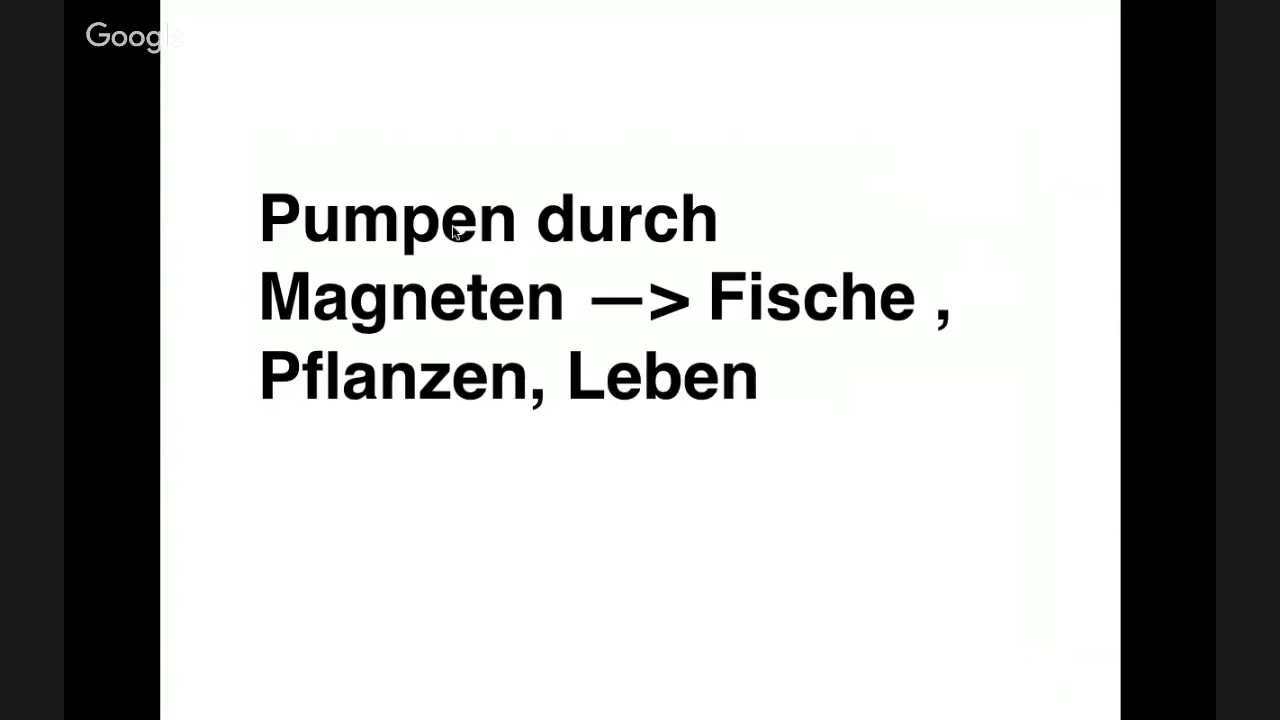 Google
Pumpen durch
Magneten —> Fische ,
Pflanzen, Leben